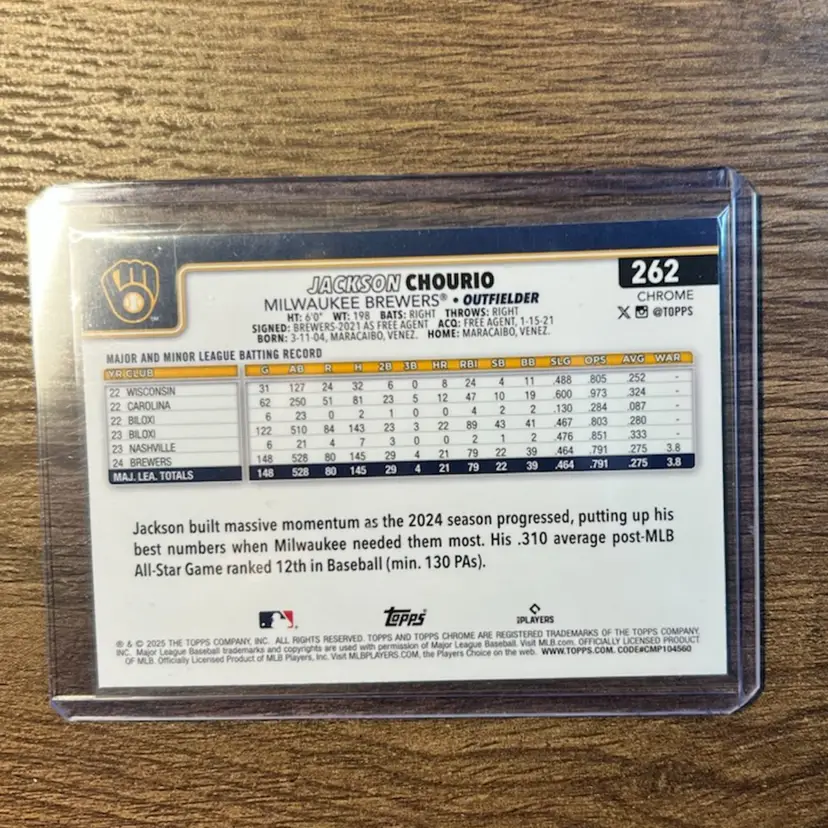 262
CHROME
X @TOPPS
JACKSON CHOURIO
MILWAUKEE BREWERS® • OUTFIELDER
HT: 6'0" WT: 198 BATS: RIGHT THROWS: RIGHT
SIGNED: BREWERS-2021 AS FREE AGENT ACQ: FREE AGENT, 1-15-21
BORN: 3-11-04, MARACAIBO, VENEZ. HOME: MARACAIBO, VENEZ.
MAJOR AND MINOR LEAGUE BATTING RECORD
YR CLUB G AB R H 2B 3B HR RBI SB BB SLG OPS AVG WAR
22 WISCONSIN 31 127 24 32 6 0 8 24 4 11 .488 .805 .252 -
22 CAROLINA 62 250 51 81 23 5 12 47 10 19 .600 .973 .324 -
22 BILOXI 6 23 0 2 1 0 0 4 2 2 .130 .284 .087 -
23 BILOXI 122 510 84 143 23 3 22 89 43 41 .467 .803 .280 -
23 NASHVILLE 6 21 4 7 3 0 0 2 1 2 .476 .851 .333 -
24 BREWERS 148 528 80 145 29 4 21 79 22 39 .464 .791 .275 3.8
MAJ. LEA. TOTALS 148 528 80 145 29 4 21 79 22 39 .464 .791 .275 3.8
Jackson built massive momentum as the 2024 season progressed, putting up his
best numbers when Milwaukee needed them most. His .310 average post-MLB
All-Star Game ranked 12th in Baseball (min. 130 PAs).
TOPPS
PLAYERS
® & © 2025 THE TOPPS COMPANY, INC. ALL RIGHTS RESERVED. TOPPS AND TOPPS CHROME ARE REGISTERED TRADEMARKS OF THE TOPPS COMPANY,
INC. Major League Baseball trademarks and copyrights are used with permission of Major League Baseball. Visit MLB.com. OFFICIALLY LICENSED PRODUCT
OF MLB. Officially Licensed Product of MLB Players, Inc. Visit MLBPLAYERS.COM, the Players Choice on the web. WWW.TOPPS.COM. CODE#CMP104560